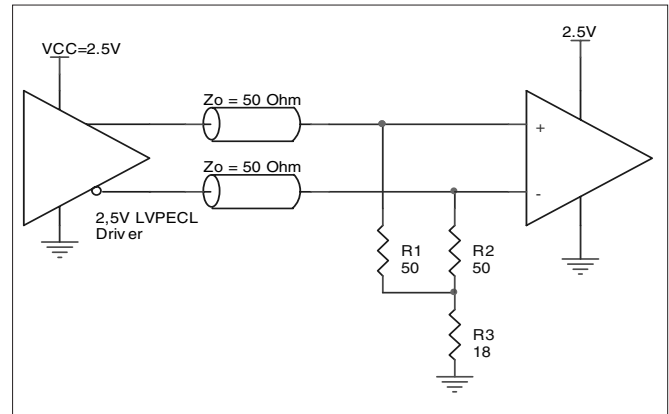 VCC=2.5V
2.5V
Zo = 50 Ohm
+
Zo = 50 Ohm
-
2,5V LVPECL
Driver
R1
50
R2
50
R3
18